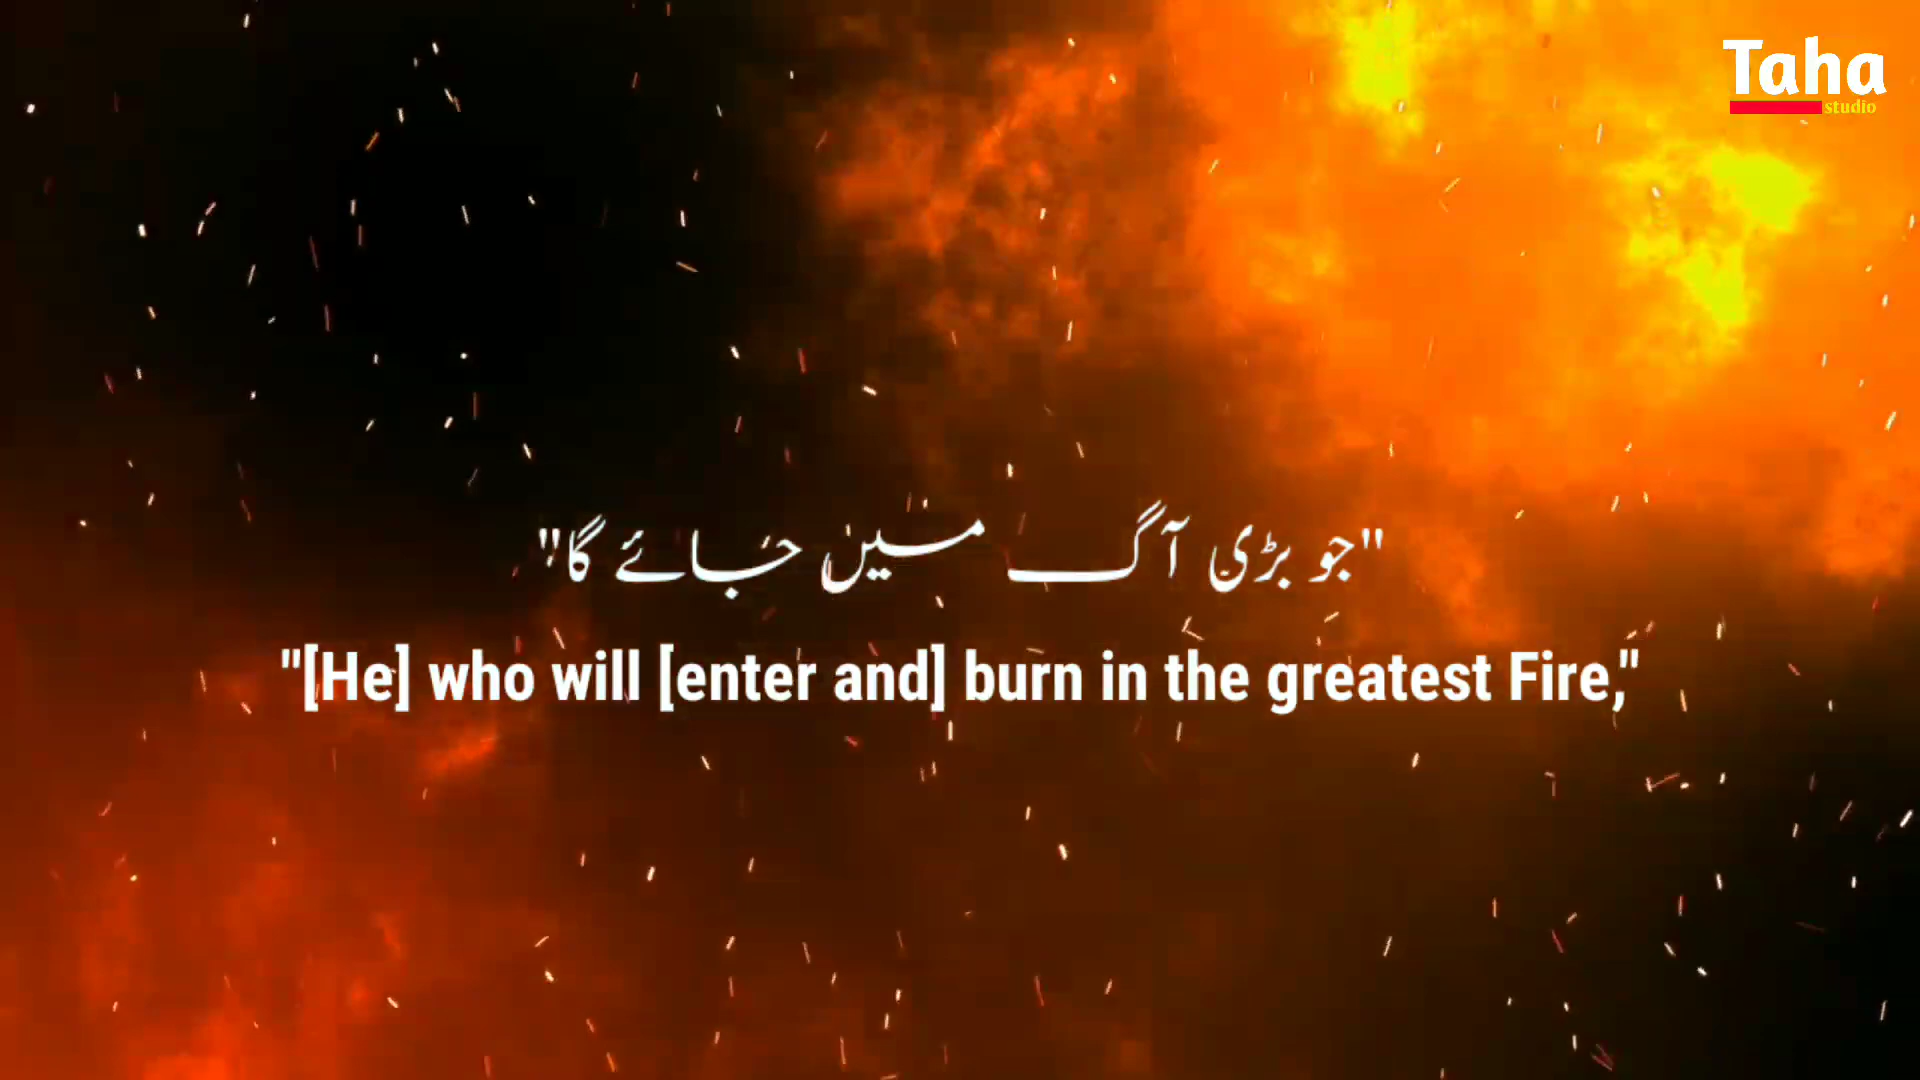 Taha
studio
"جو بڑی آگ میں جائے گا"
"[He] who will [enter and] burn in the greatest Fire,"